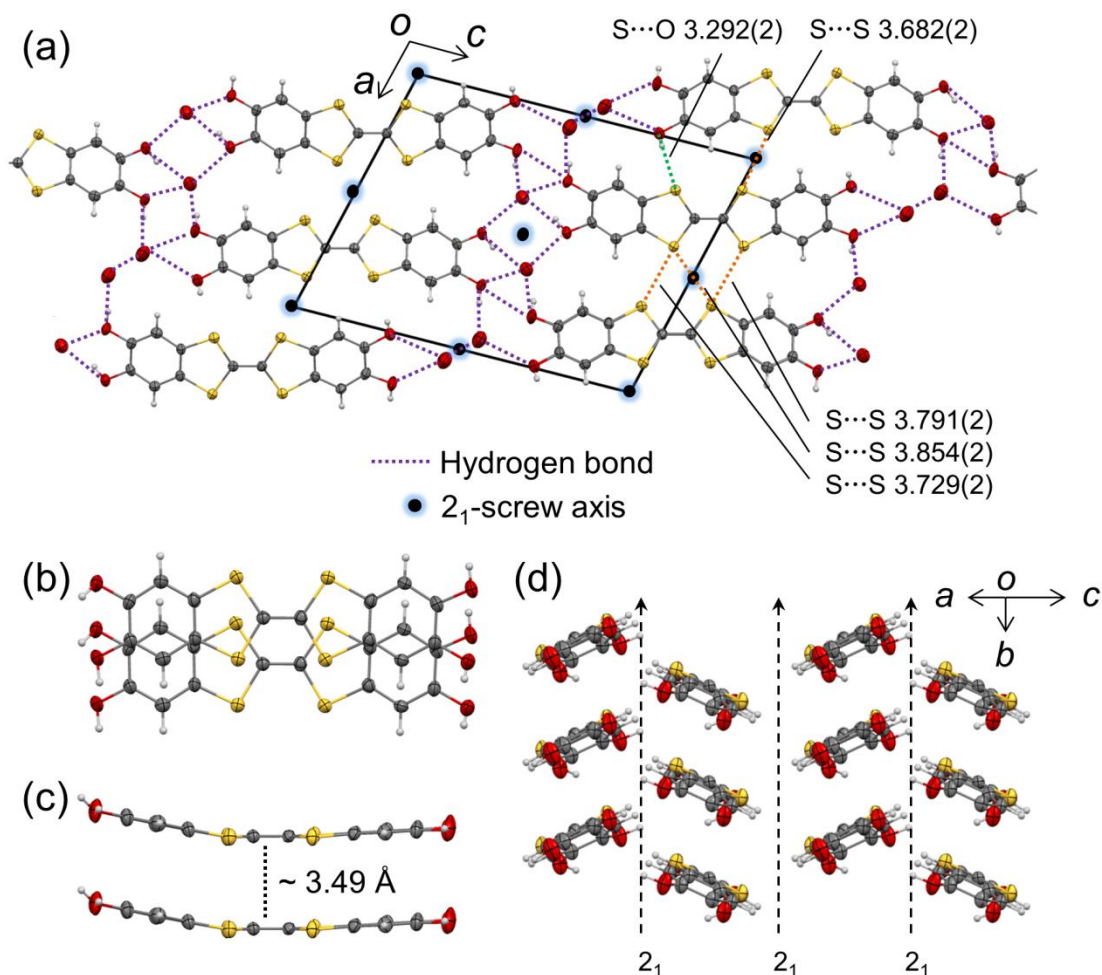 (a)
o
c
a
S···O 3.292(2)
S···S 3.682(2)
S···S 3.791(2)
S···S 3.854(2)
S···S 3.729(2)
Hydrogen bond
2₁-screw axis
(b)
(c)
~ 3.49 Å
(d)
a
o
c
b
2₁
2₁
2₁